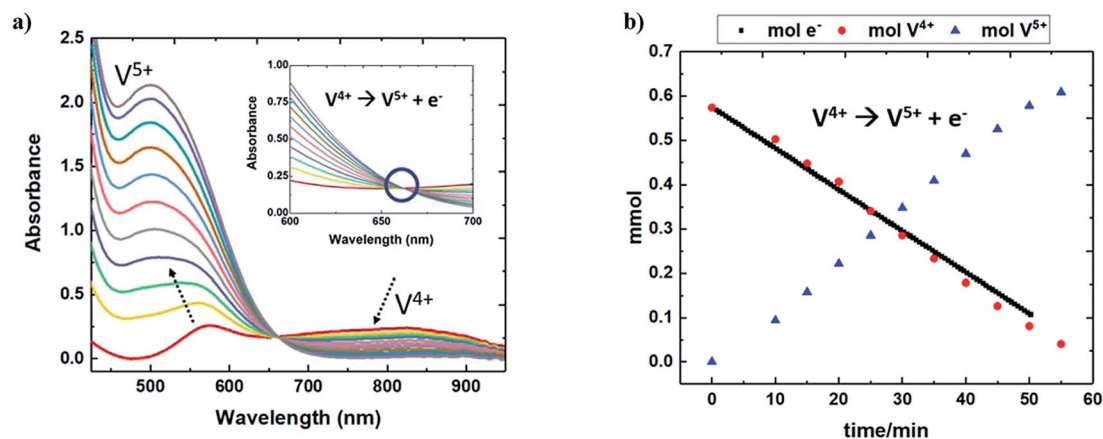 a)
2.5
2.0
1.5
1.0
0.5
0.0
Absorbance
V⁵⁺
V⁴⁺
500 600 700 800 900
Wavelength (nm)
1.00
0.75
0.50
0.25
0.00
Absorbance
V⁴⁺ → V⁵⁺ + e⁻
600 650 700
Wavelength (nm)
b)
mol e⁻ mol V⁴⁺ mol V⁵⁺
0.7
0.6
0.5
0.4
0.3
0.2
0.1
0.0
mmol
V⁴⁺ → V⁵⁺ + e⁻
0 10 20 30 40 50 60
time/min